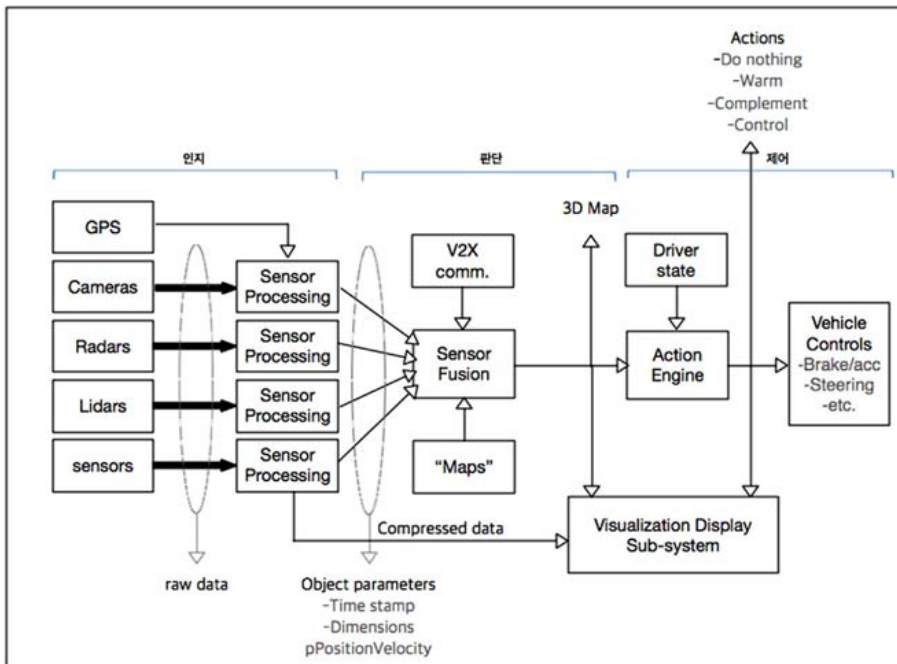 Actions
-Do nothing
-Warm
-Complement
-Control
인지
판단
제어
GPS
Cameras
Radars
Lidars
sensors
Sensor
Processing
Sensor
Processing
Sensor
Processing
Sensor
Processing
V2X
comm.
Sensor
Fusion
“Maps”
3D Map
Driver
state
Action
Engine
Vehicle
Controls
-Brake/acc
-Steering
-etc.
Compressed data
Visualization Display
Sub-system
raw data
Object parameters
-Time stamp
-Dimensions
pPositionVelocity